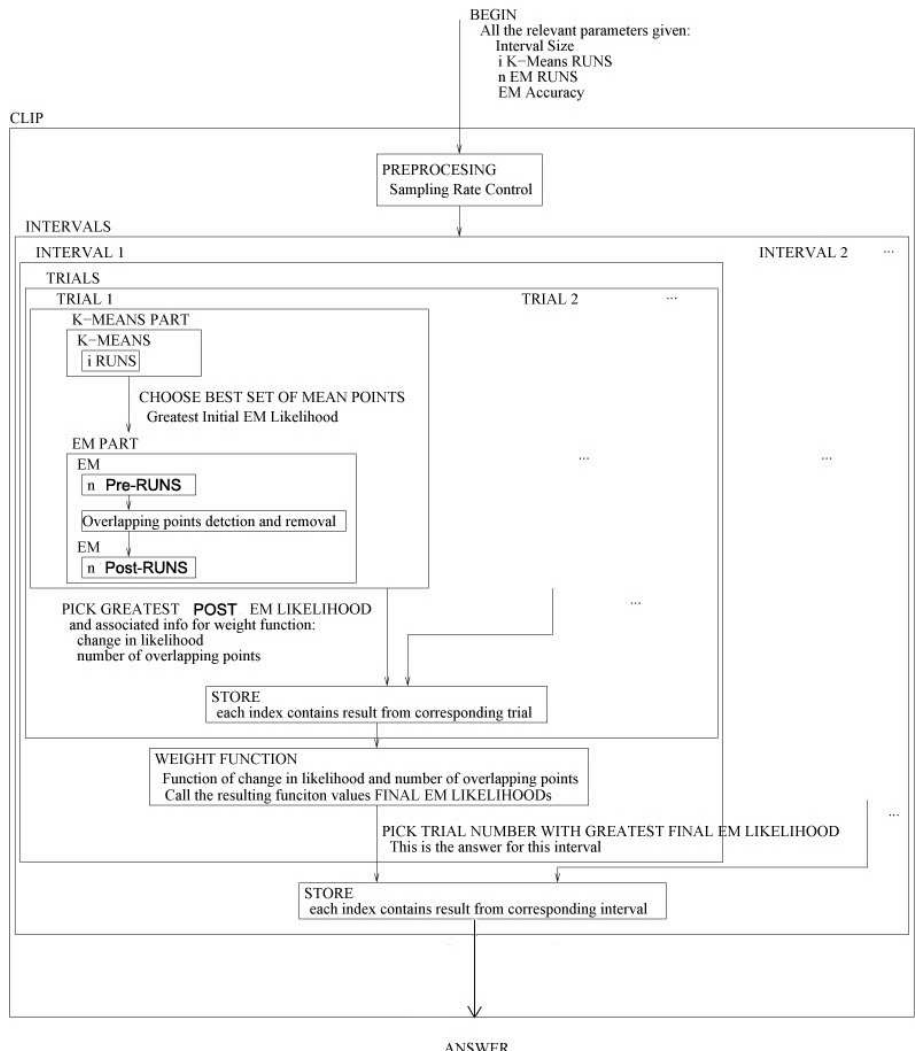 BEGIN
All the relevant parameters given:
Interval Size
i K−Means RUNS
n EM RUNS
EM Accuracy
CLIP
PREPROCESING
Sampling Rate Control
INTERVALS
INTERVAL 1
INTERVAL 2 ...
TRIALS
TRIAL 1
TRIAL 2 ...
K−MEANS PART
K−MEANS
i RUNS
CHOOSE BEST SET OF MEAN POINTS
Greatest Initial EM Likelihood
EM PART
EM
... ...
n Pre-RUNS
Overlapping points detction and removal
EM
n Post-RUNS
...
PICK GREATEST POST EM LIKELIHOOD
and associated info for weight function:
change in likelihood
number of overlapping points
STORE
each index contains result from corresponding trial
WEIGHT FUNCTION
Function of change in likelihood and number of overlapping points
Call the resulting funciton values FINAL EM LIKELIHOODs
...
PICK TRIAL NUMBER WITH GREATEST FINAL EM LIKELIHOOD
This is the answer for this interval
STORE
each index contains result from corresponding interval
ANSWER